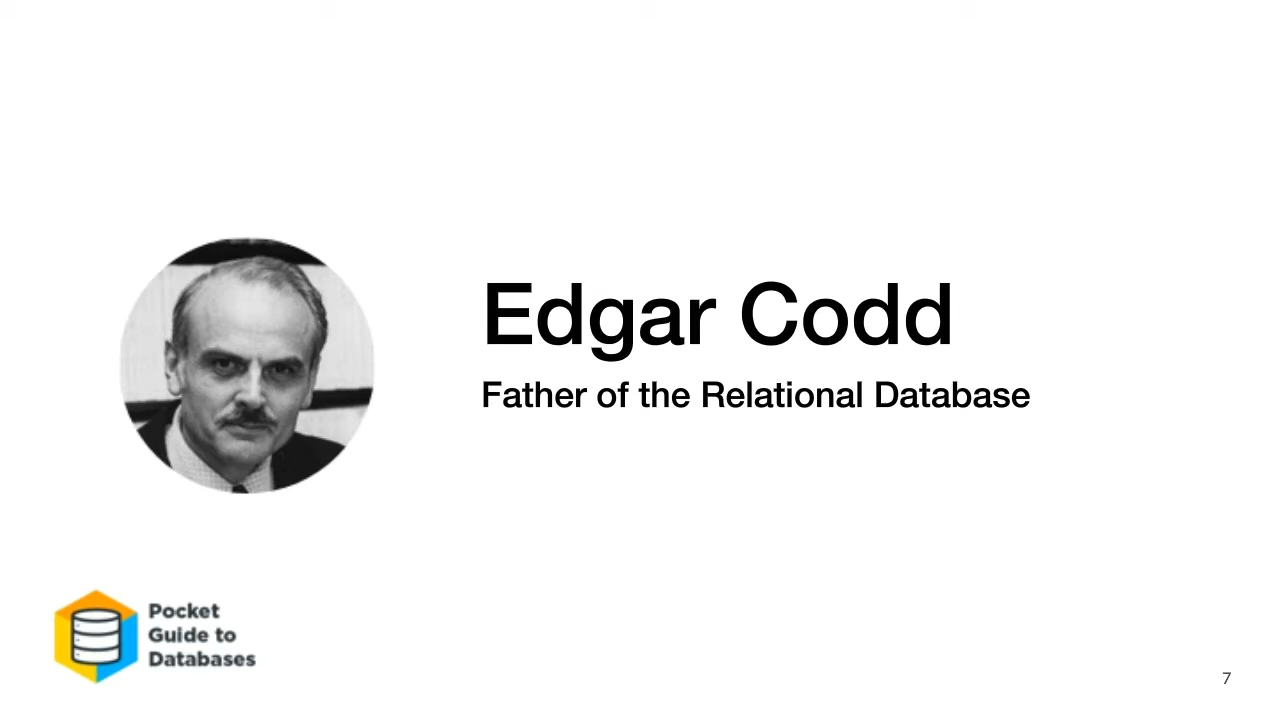 Edgar Codd
Father of the Relational Database
Pocket
Guide to
Databases
7